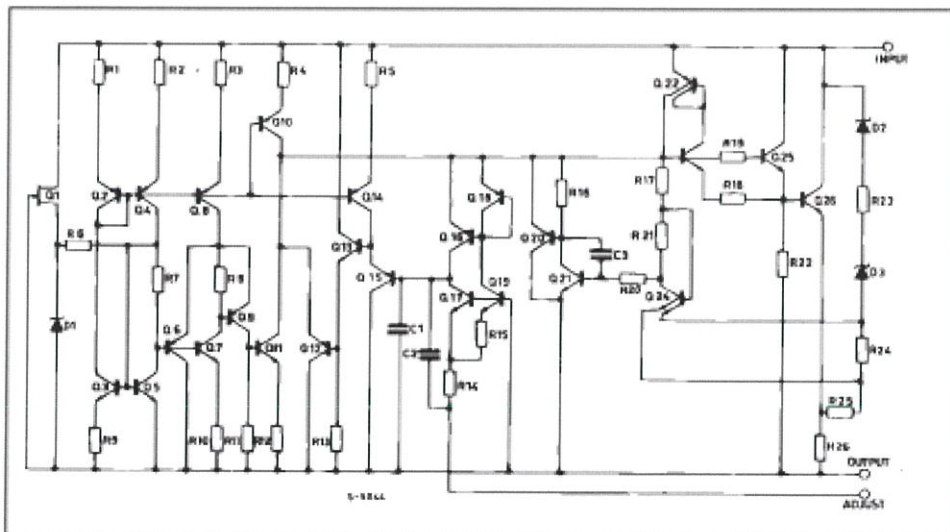 INPUT
R1
R2
R3
R4
R5
Q10
Q22
D2
R19
Q25
R17
R18
R16
Q1
Q2
Q4
Q8
Q14
Q18
Q26
R23
R6
Q13
Q16
Q20
C3
R21
R22
D3
R7
R8
Q15
Q17
Q19
Q21
R20
Q24
D1
Q6
Q7
Q9
Q11
Q12
C1
C2
R15
R24
Q3
Q5
R14
R25
R9
R10
R11
R12
R13
R26
OUTPUT
ADJUST